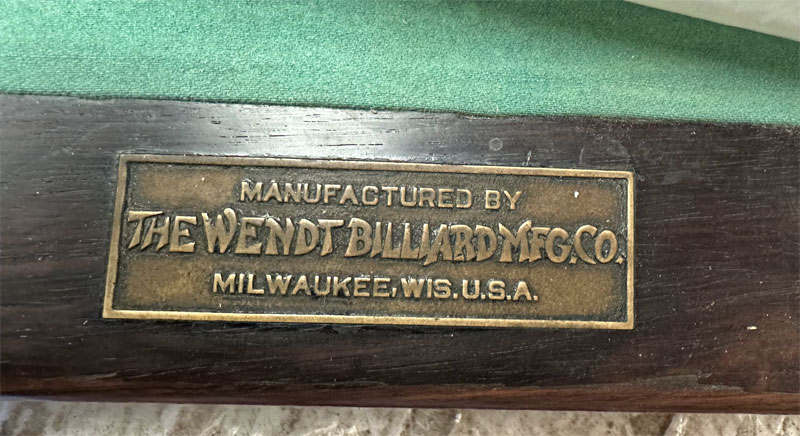 MANUFACTURED BY
THE WENDT BILLIARD MFG. CO.
MILWAUKEE, WIS. U.S.A.